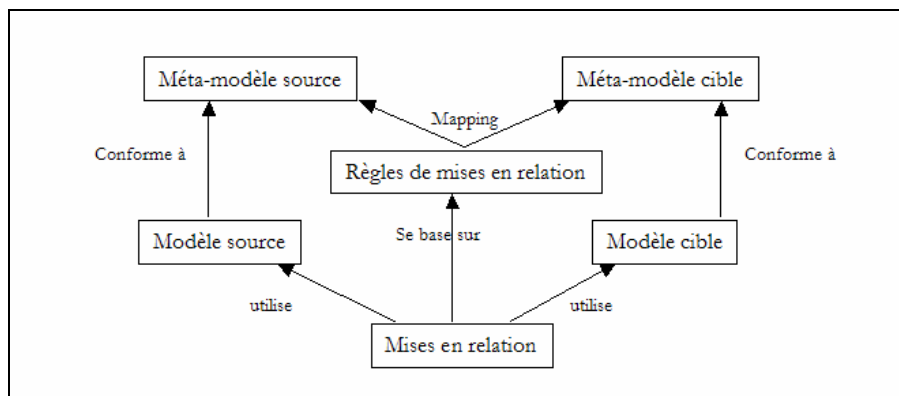 Méta-modèle source
Méta-modèle cible
Mapping
Conforme à
Conforme à
Règles de mises en relation
Modèle source
Se base sur
Modèle cible
utilise
utilise
Mises en relation